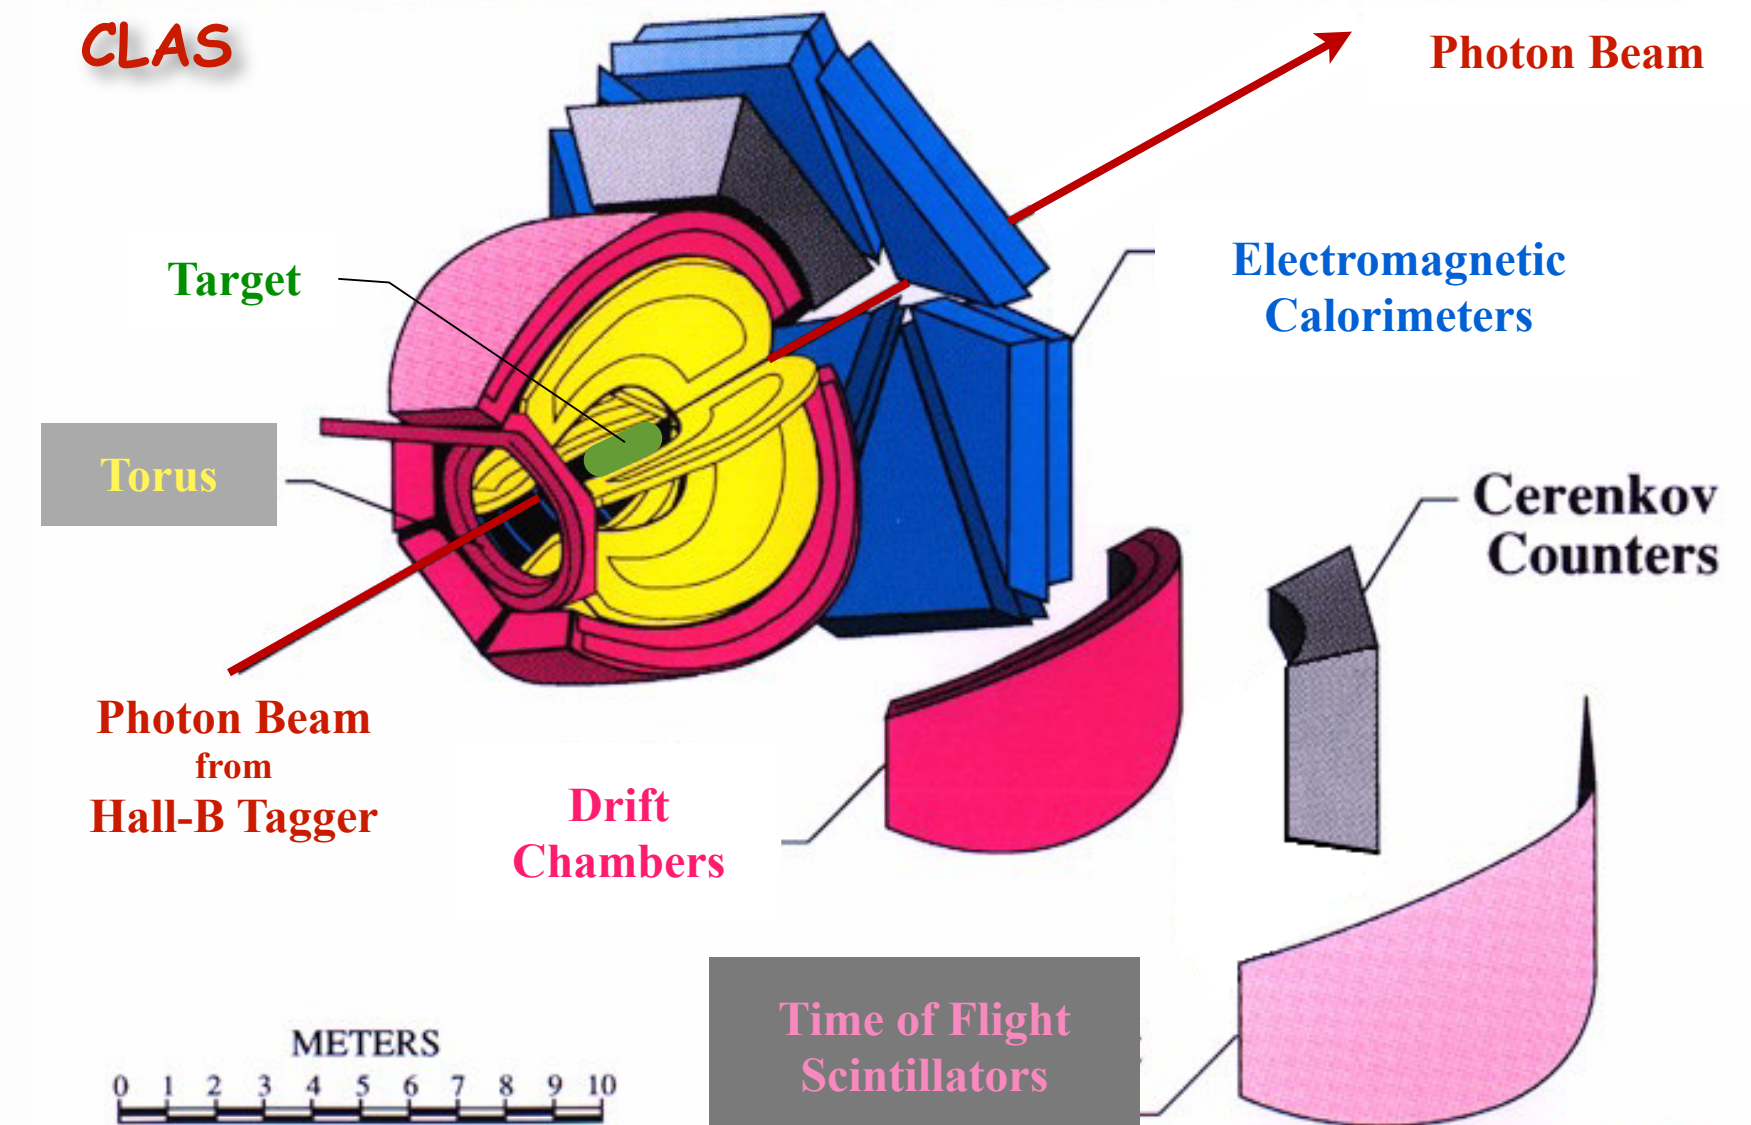 CLAS
Photon Beam
Target
Electromagnetic
Calorimeters
Torus
Cerenkov
Counters
Photon Beam
from
Hall-B Tagger
Drift
Chambers
Time of Flight
Scintillators
METERS
0 1 2 3 4 5 6 7 8 9 10